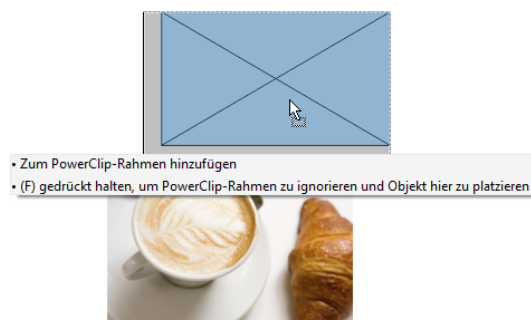 • Zum PowerClip-Rahmen hinzufügen
• (F) gedrückt halten, um PowerClip-Rahmen zu ignorieren und Objekt hier zu platzieren